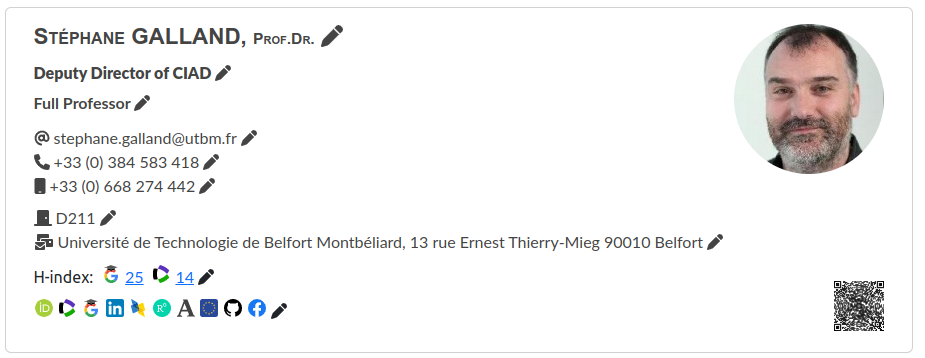 Stéphane GALLAND, Prof.Dr.
Deputy Director of CIAD
Full Professor
stephane.galland@utbm.fr
+33 (0) 384 583 418
+33 (0) 668 274 442
D211
Université de Technologie de Belfort Montbéliard, 13 rue Ernest Thierry-Mieg 90010 Belfort
H-index: 25 14